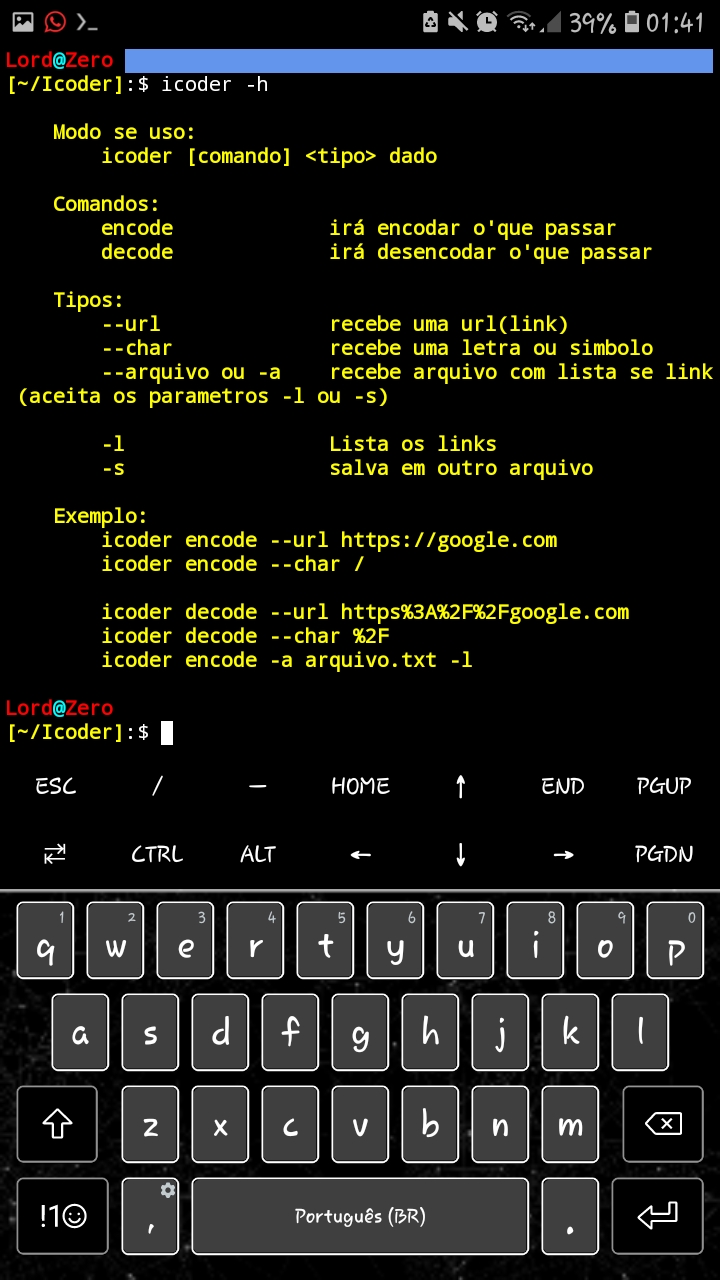 39% 01:41
Lord@Zero
[~/Icoder]:$ icoder -h
Modo se uso:
icoder [comando] <tipo> dado
Comandos:
encode irá encodar o'que passar
decode irá desencodar o'que passar
Tipos:
--url recebe uma url(link)
--char recebe uma letra ou simbolo
--arquivo ou -a recebe arquivo com lista se link
(aceita os parametros -l ou -s)
-l Lista os links
-s salva em outro arquivo
Exemplo:
icoder encode --url https://google.com
icoder encode --char /
icoder decode --url https%3A%2F%2Fgoogle.com
icoder decode --char %2F
icoder encode -a arquivo.txt -l
Lord@Zero
[~/Icoder]:$
ESC / — HOME ↑ END PGUP
CTRL ALT ← ↓ → PGDN
1 2 3 4 5 6 7 8 9 0
q w e r t y u i o p
a s d f g h j k l
z x c v b n m
!1☺ , Português (BR) .